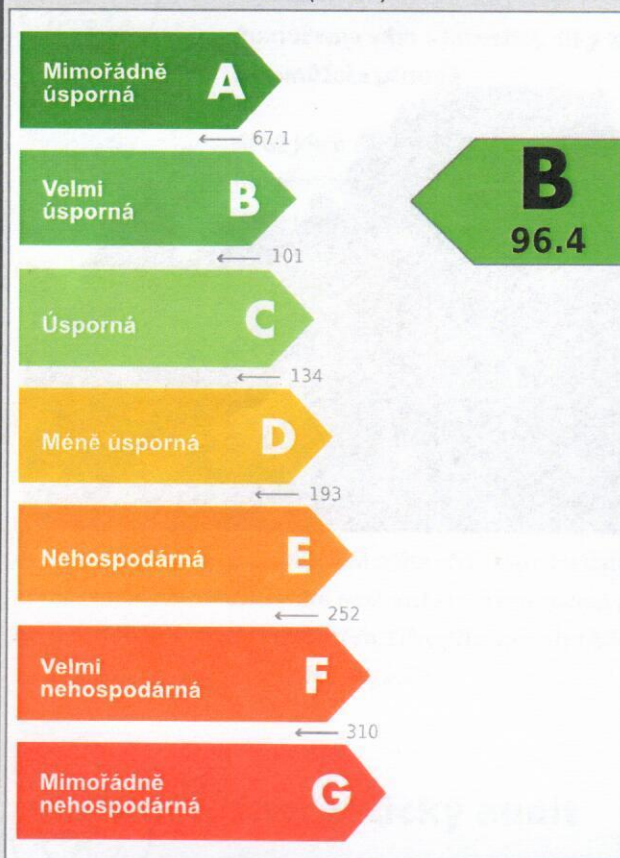 Mimořádně
úsporná
A
67.1
Velmi
úsporná
B
B
96.4
101
Úsporná
C
134
Méně úsporná
D
193
Nehospodárná
E
252
Velmi
nehospodárná
F
310
Mimořádně
nehospodárná
G